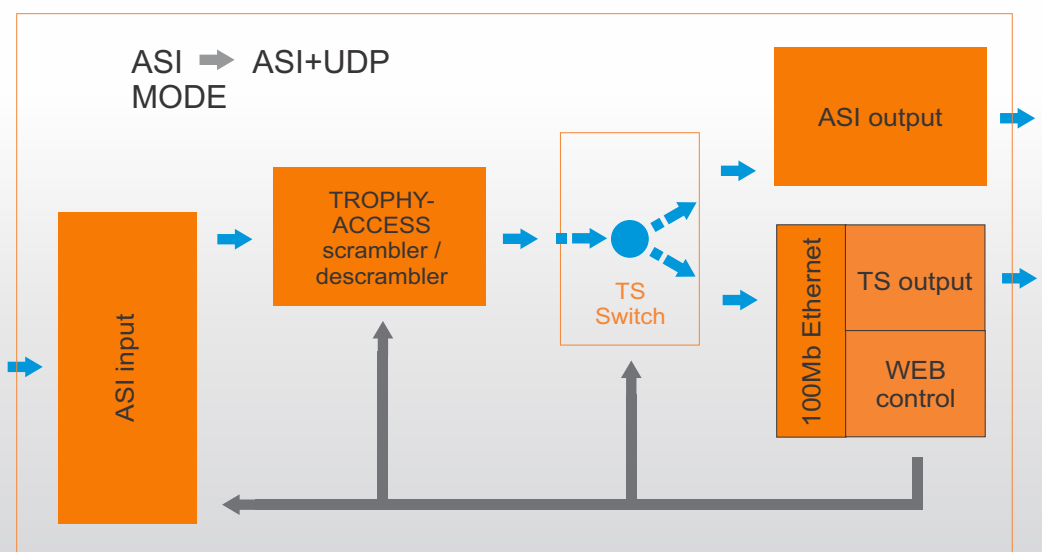 ASI ASI+UDP
MODE
ASI input
TROPHY-
ACCESS
scrambler /
descrambler
TS
Switch
ASI output
100Mb Ethernet
TS output
WEB
control